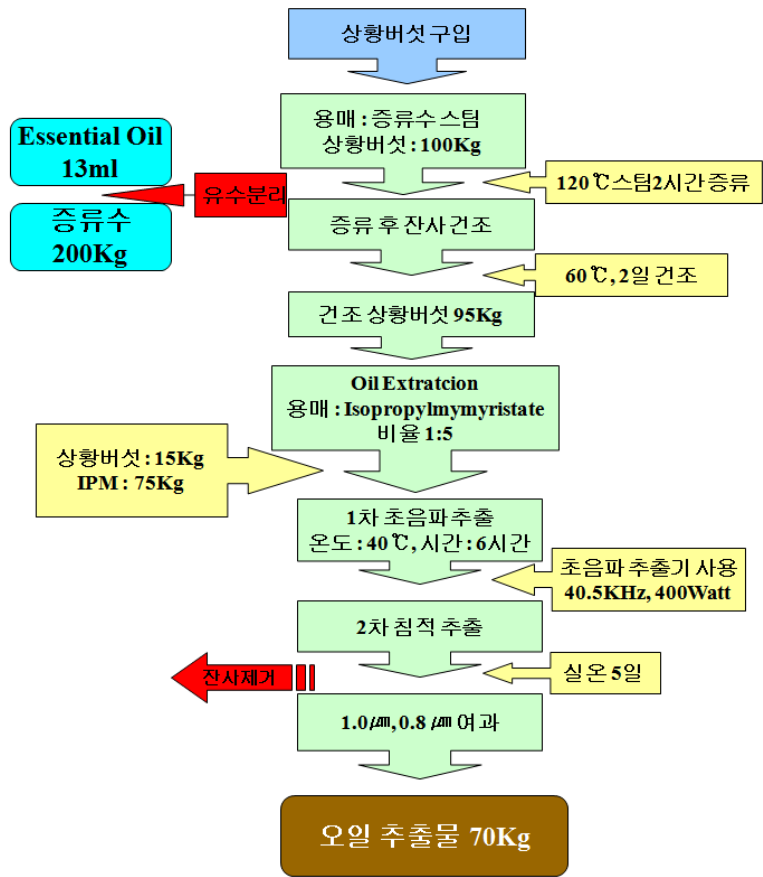 상황버섯 구입
용매 : 증류수 스팀
상황버섯 : 100Kg
120℃ 스팀2시간 증류
유수분리
Essential Oil
13ml
증류수
200Kg
증류 후 잔사 건조
60℃, 2일 건조
건조 상황버섯 95Kg
Oil Extratcion
용매 : Isopropylmymyristate
비율 1:5
상황버섯 : 15Kg
IPM : 75Kg
1차 초음파 추출
온도 : 40℃, 시간 : 6시간
초음파 추출기 사용
40.5KHz, 400Watt
2차 침적 추출
실온 5일
잔사제거
1.0㎛, 0.8㎛ 여과
오일 추출물 70Kg